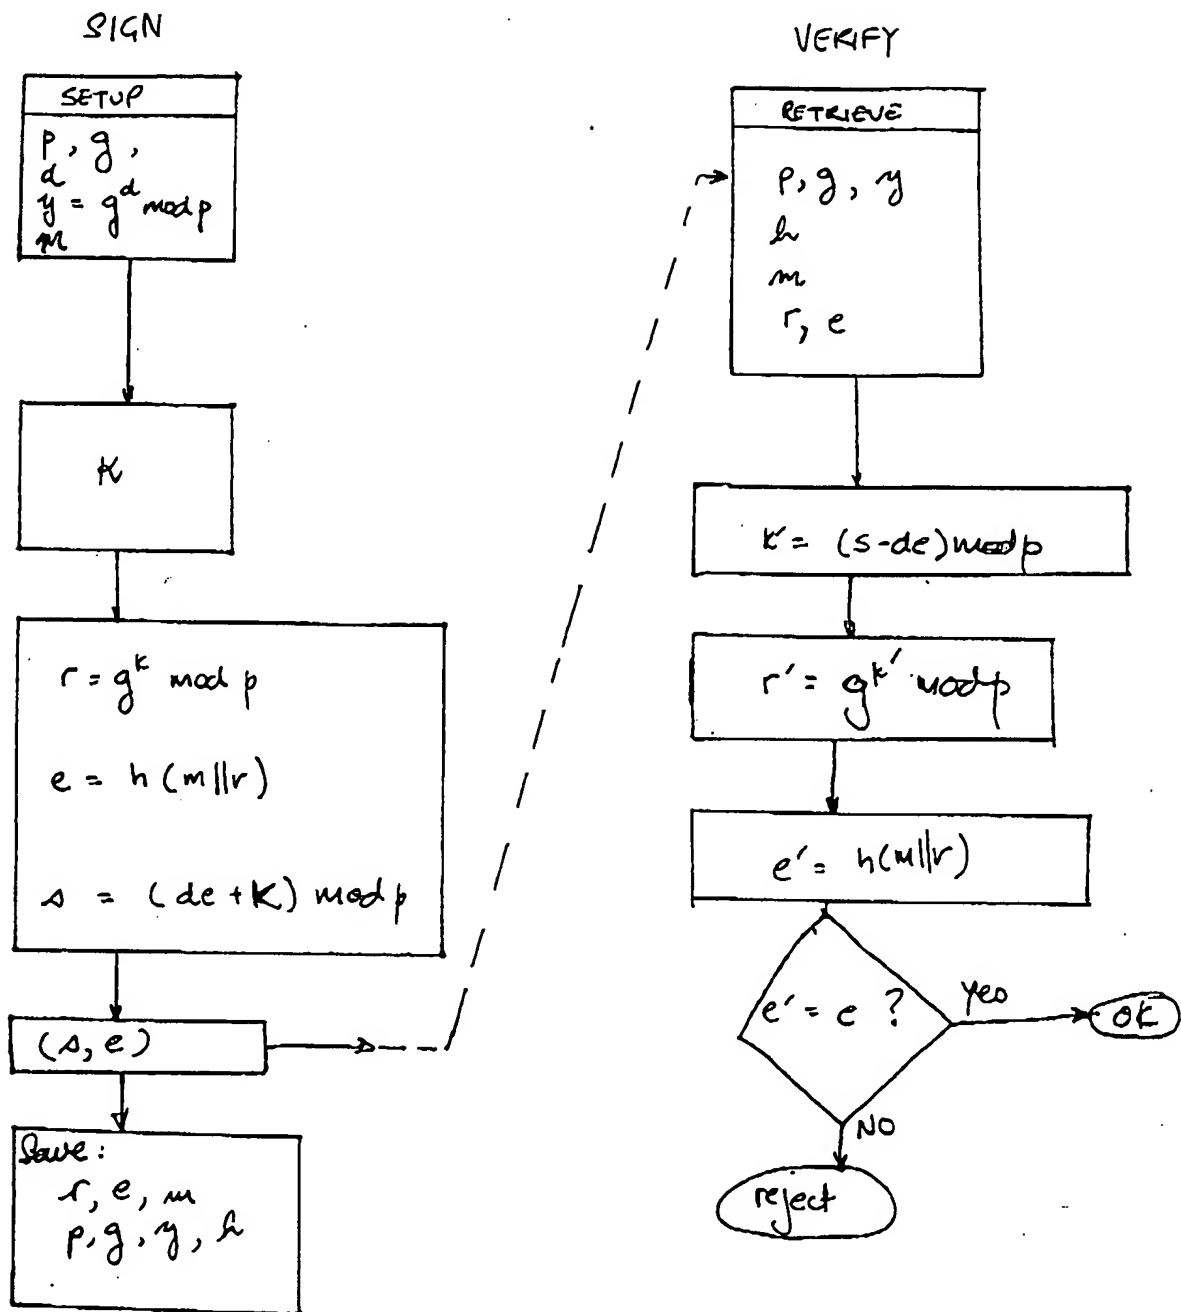 SIGN
SETUP
p, g,
d
y = g^d mod p
m
K
r = g^k mod p
e = h(m||r)
s = (de + K) mod p
(s, e)
Save:
r, e, m
p, g, y, h
VERIFY
RETRIEVE
p, g, y
h
m
r, e
k' = (s-de) mod p
r' = g^k' mod p
e' = h(m||r)
e' = e ?
yes
OK
NO
reject